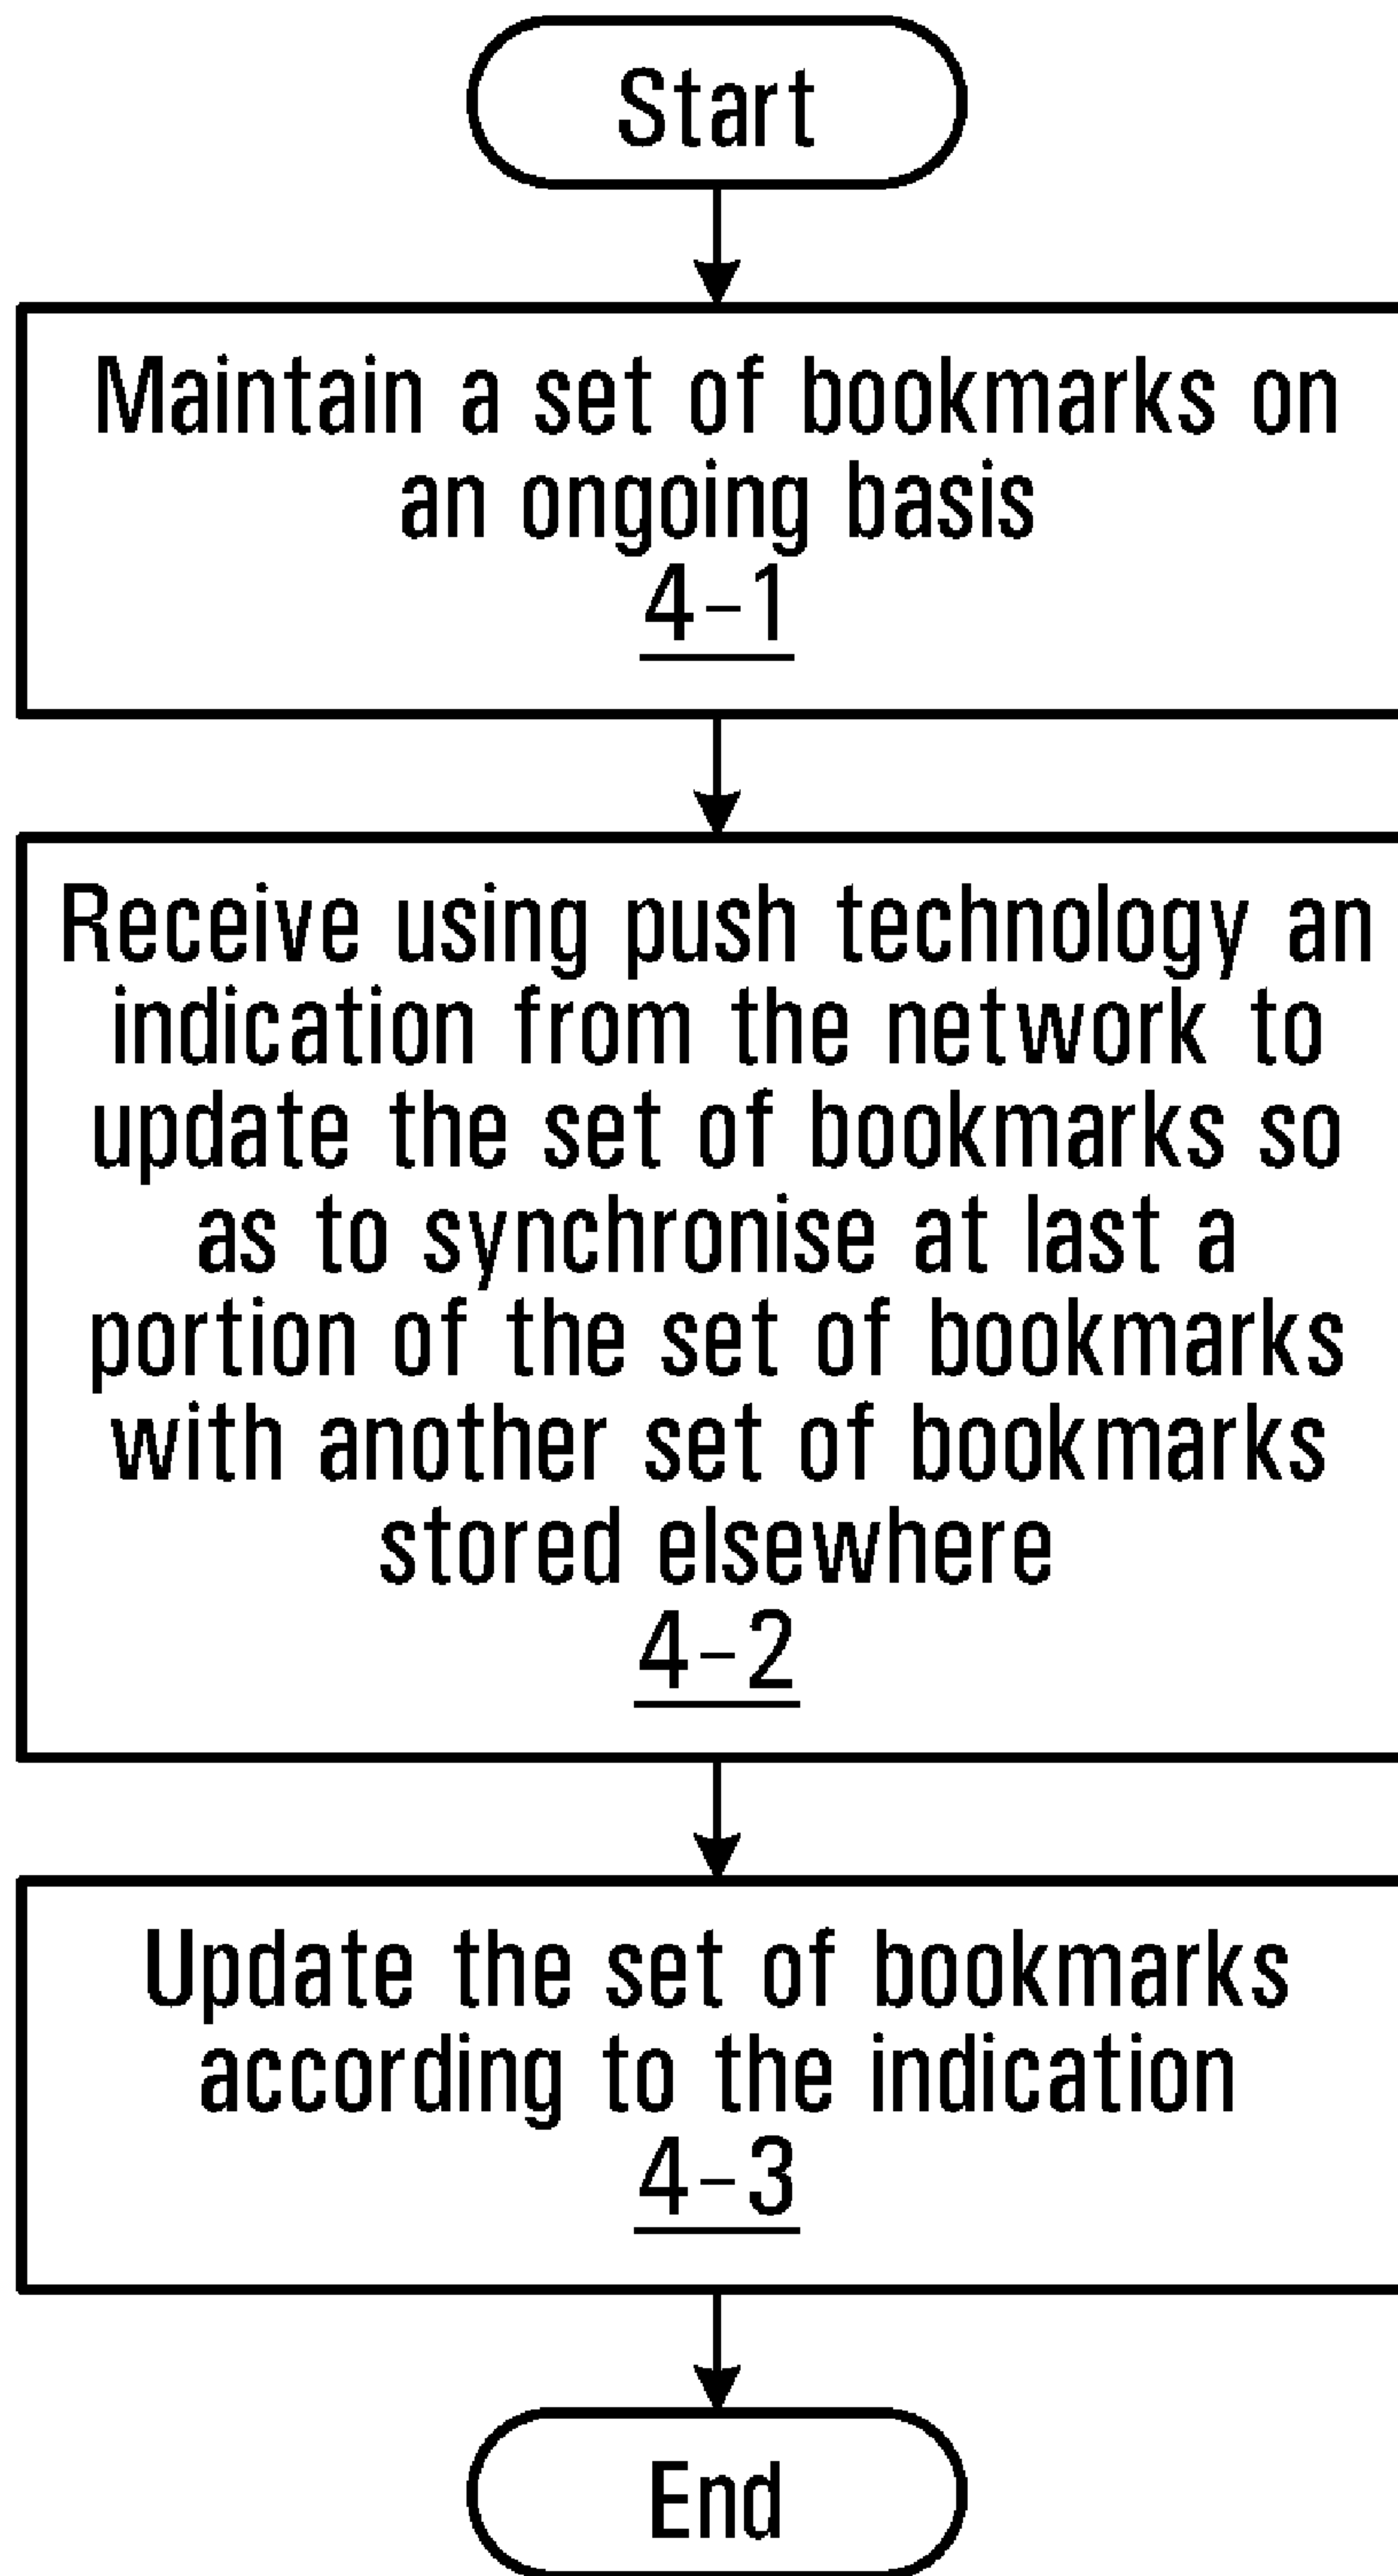 Start
Maintain a set of bookmarks on
an ongoing basis
4-1
Receive using push technology an
indication from the network to
update the set of bookmarks so
as to synchronise at last a
portion of the set of bookmarks
with another set of bookmarks
stored elsewhere
4-2
Update the set of bookmarks
according to the indication
4-3
End